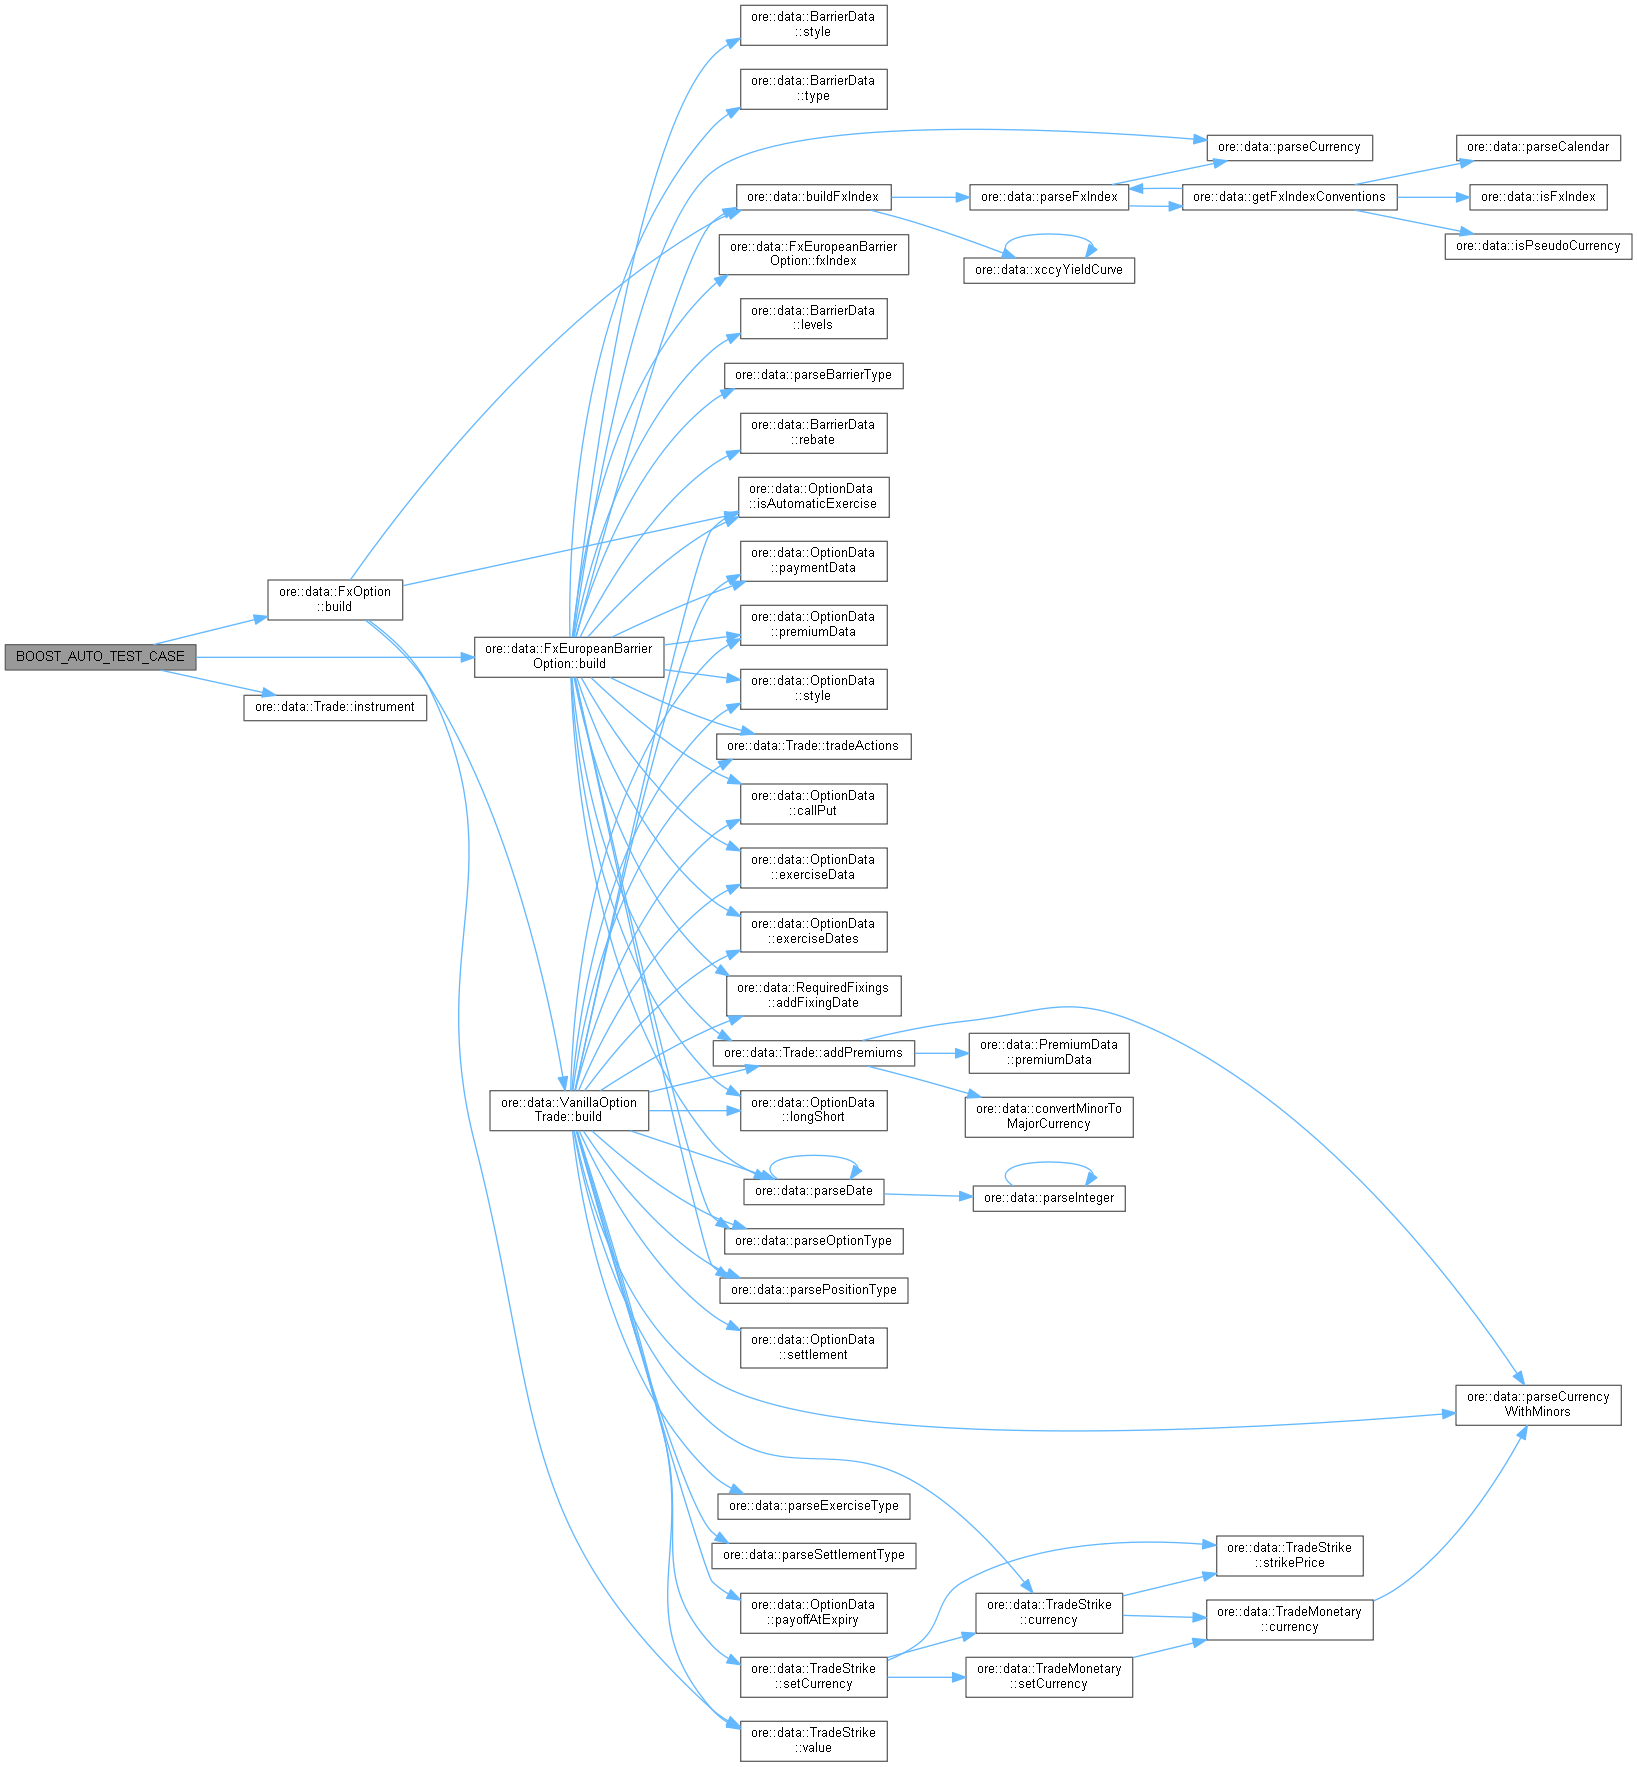 ore::data::BarrierData
::style
ore::data::BarrierData
::type
ore::data::parseCurrency
ore::data::parseCalendar
ore::data::buildFxIndex
ore::data::parseFxIndex
ore::data::getFxIndexConventions
ore::data::isFxIndex
ore::data::FxEuropeanBarrier
Option::fxIndex
ore::data::isPseudoCurrency
ore::data::xccyYieldCurve
ore::data::BarrierData
::levels
ore::data::parseBarrierType
ore::data::BarrierData
::rebate
ore::data::OptionData
::isAutomaticExercise
ore::data::OptionData
::paymentData
ore::data::FxOption
::build
ore::data::OptionData
::premiumData
BOOST_AUTO_TEST_CASE
ore::data::FxEuropeanBarrier
Option::build
ore::data::OptionData
::style
ore::data::Trade::instrument
ore::data::Trade::tradeActions
ore::data::OptionData
::callPut
ore::data::OptionData
::exerciseData
ore::data::OptionData
::exerciseDates
ore::data::RequiredFixings
::addFixingDate
ore::data::Trade::addPremiums
ore::data::PremiumData
::premiumData
ore::data::VanillaOption
Trade::build
ore::data::OptionData
::longShort
ore::data::convertMinorTo
MajorCurrency
ore::data::parseDate
ore::data::parseInteger
ore::data::parseOptionType
ore::data::parsePositionType
ore::data::OptionData
::settlement
ore::data::parseCurrency
WithMinors
ore::data::parseExerciseType
ore::data::parseSettlementType
ore::data::TradeStrike
::strikePrice
ore::data::OptionData
::payoffAtExpiry
ore::data::TradeStrike
::currency
ore::data::TradeMonetary
::currency
ore::data::TradeStrike
::setCurrency
ore::data::TradeMonetary
::setCurrency
ore::data::TradeStrike
::value